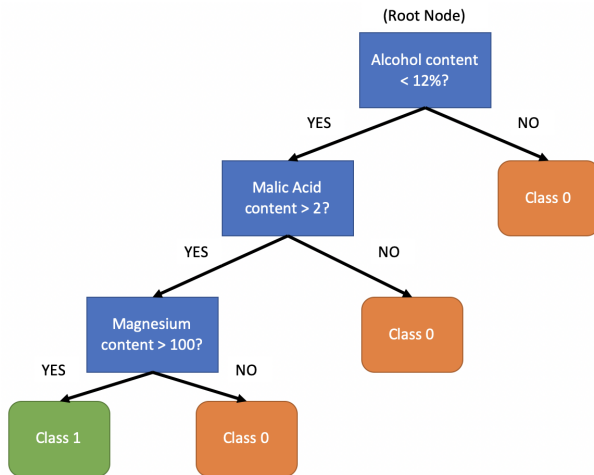 (Root Node)
Alcohol content
< 12%?
YES
NO
Malic Acid
content > 2?
Class 0
YES
NO
Magnesium
content > 100?
Class 0
YES
NO
Class 1
Class 0